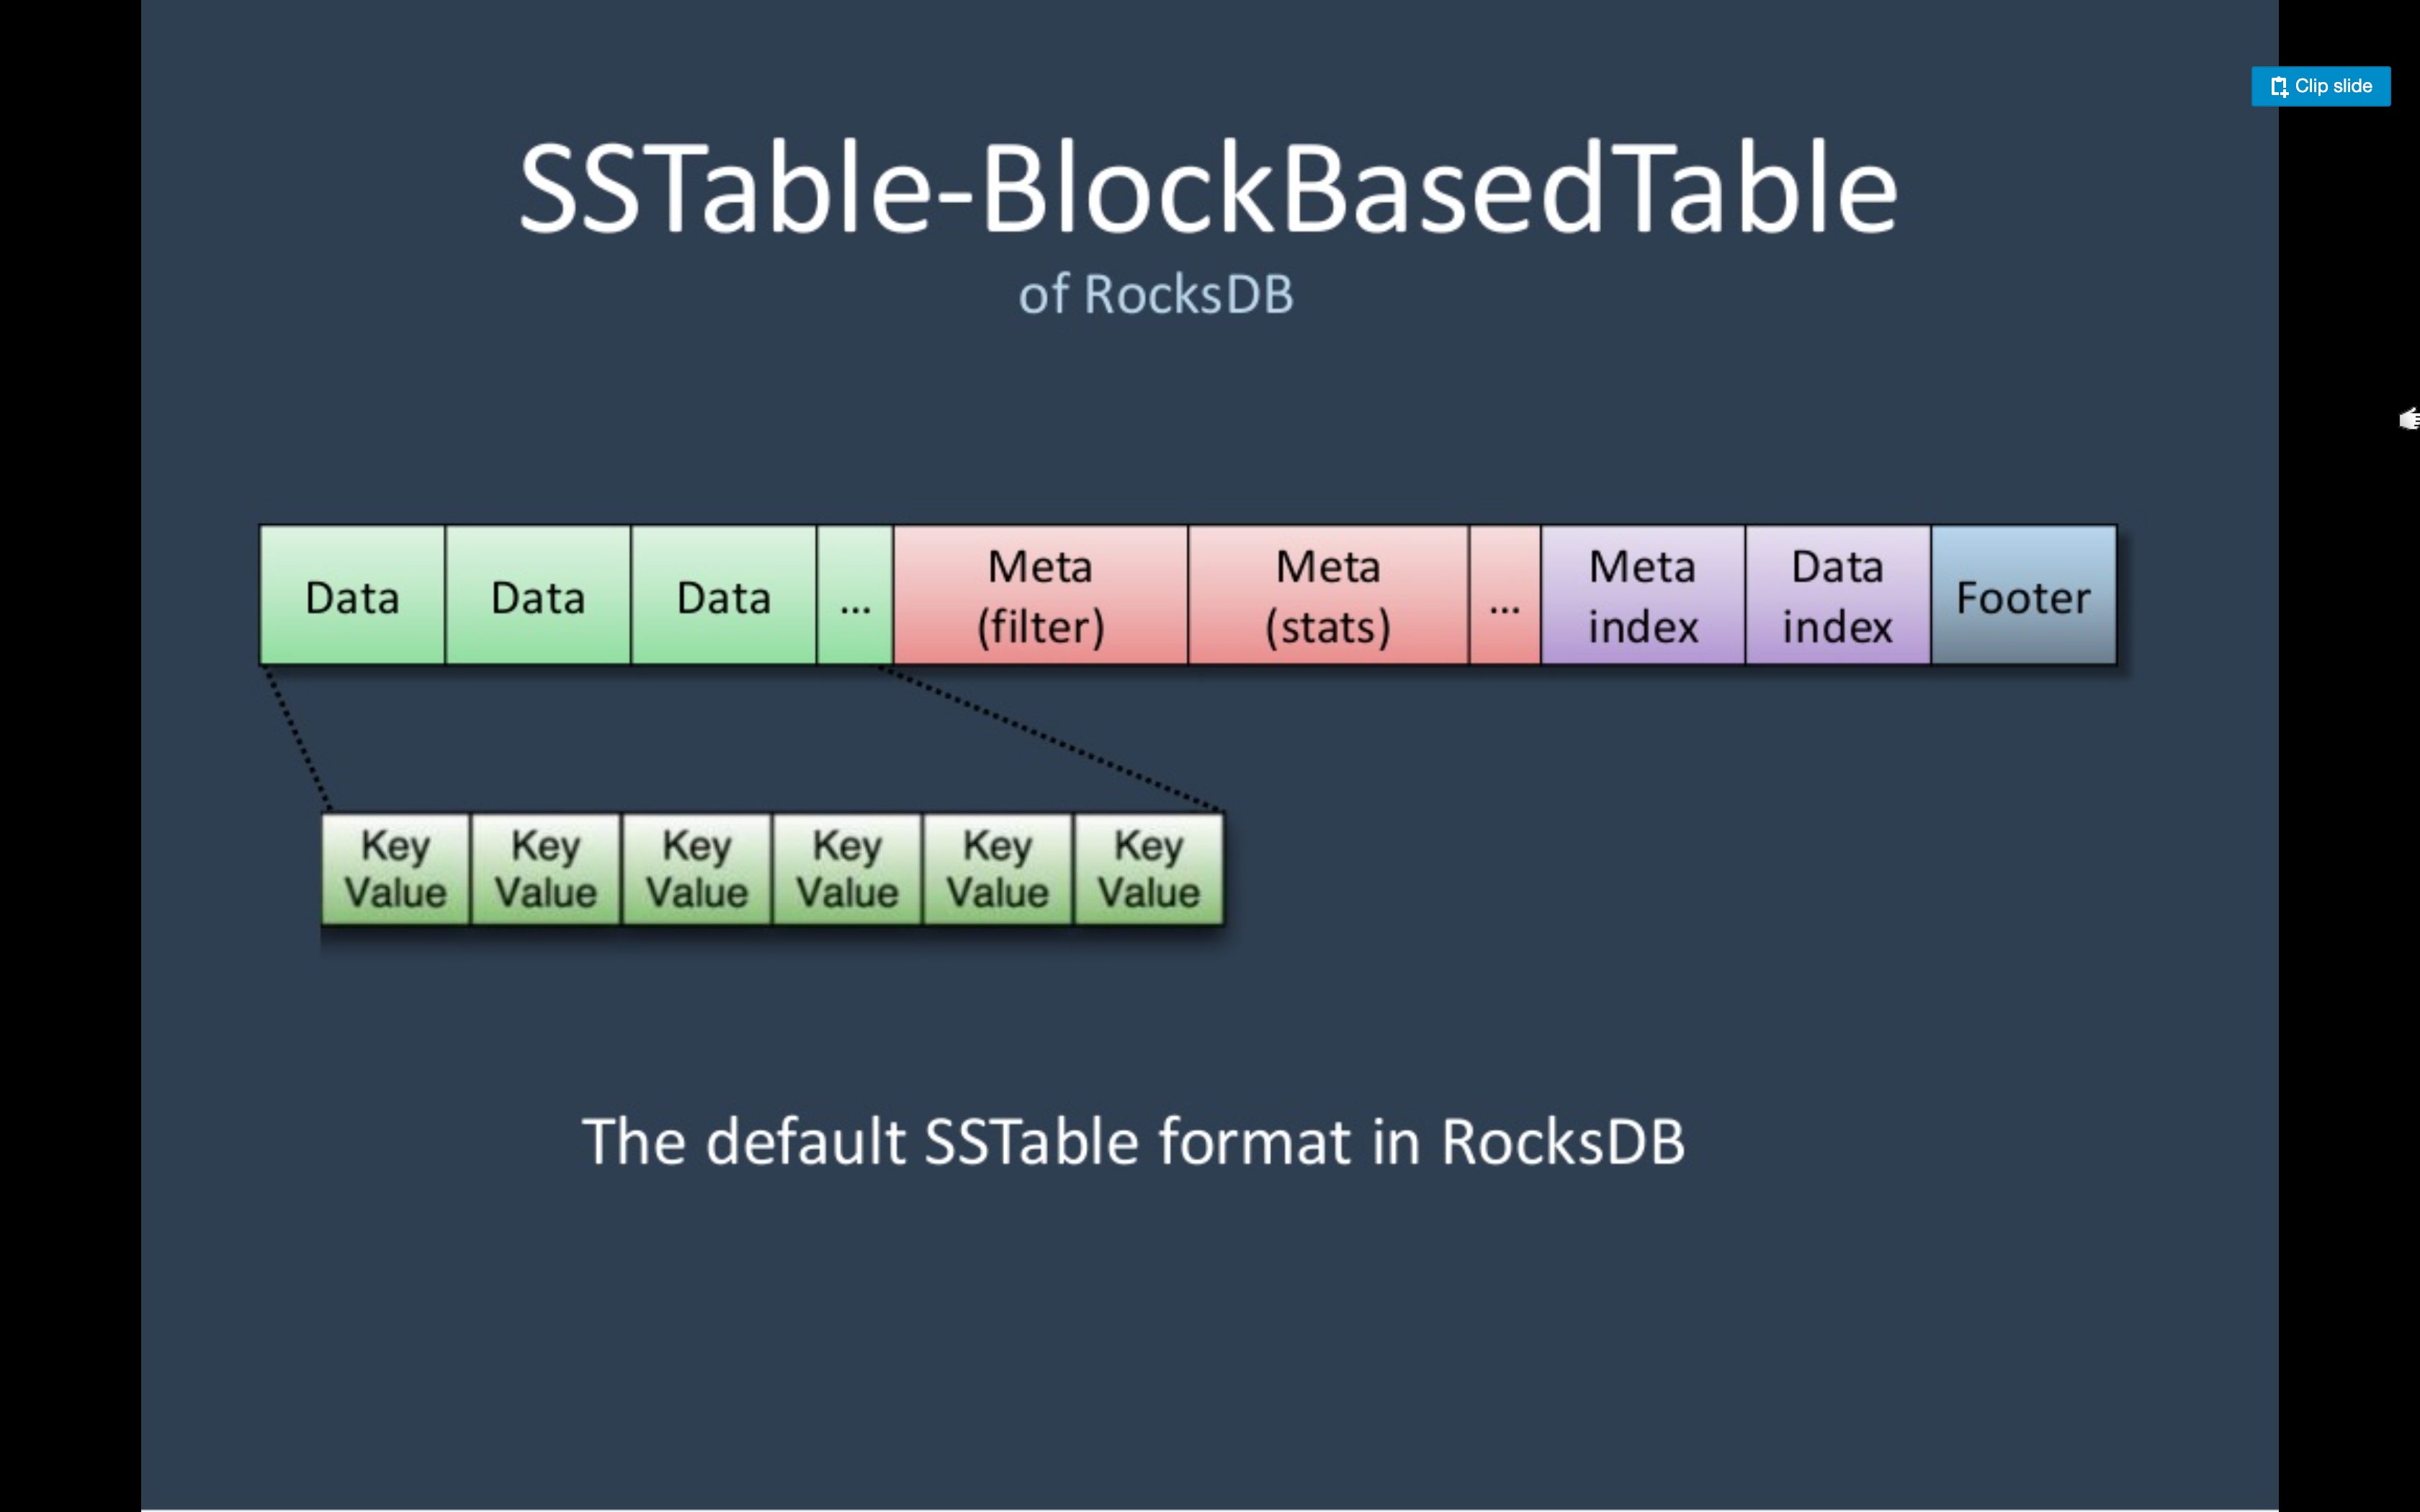 Clip slide
SSTable-BlockBasedTable
of RocksDB
Data Data Data ... Meta (filter) Meta (stats) ... Meta index Data index Footer
Key Value Key Value Key Value Key Value Key Value Key Value
The default SSTable format in RocksDB